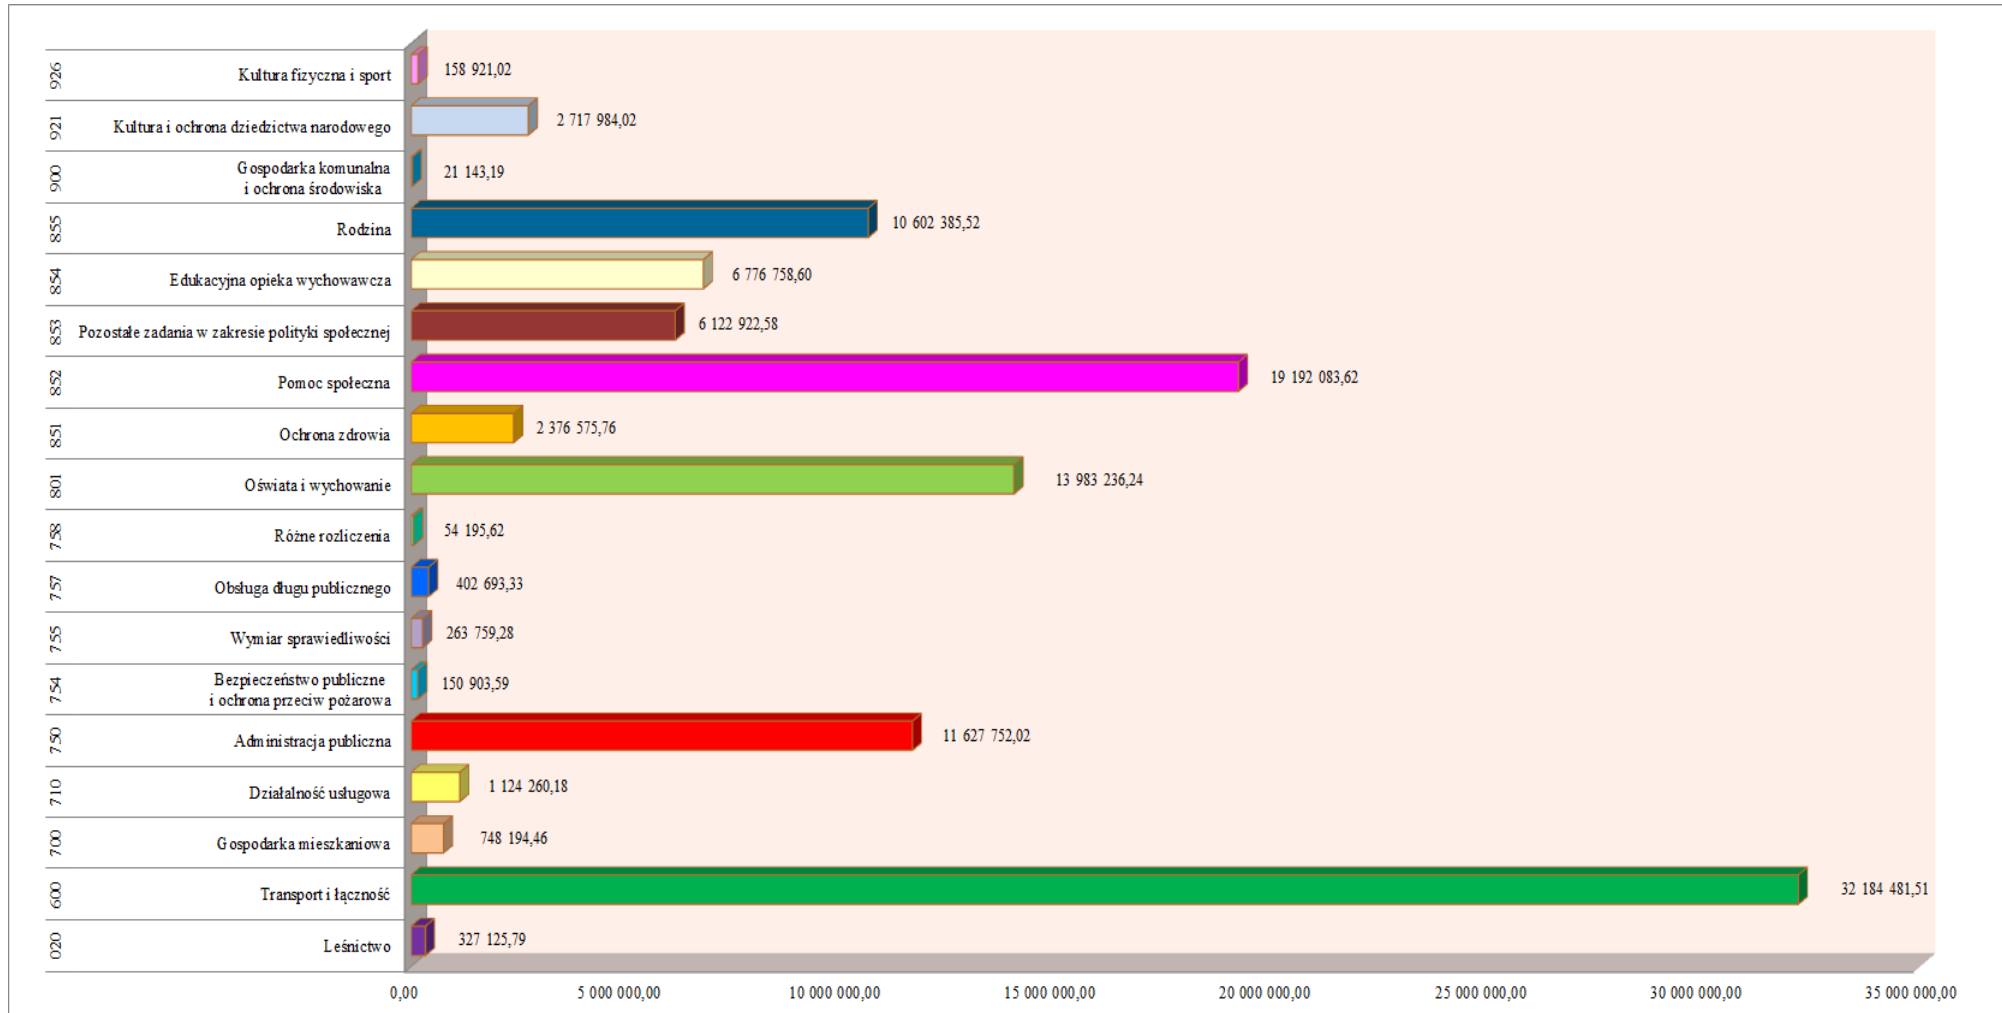 926 Kultura fizyczna i sport 158 921,02
921 Kultura i ochrona dziedzictwa narodowego 2 717 984,02
900 Gospodarka komunalna
i ochrona środowiska 21 143,19
855 Rodzina 10 602 385,52
854 Edukacyjna opieka wychowawcza 6 776 758,60
853 Pozostałe zadania w zakresie polityki społecznej 6 122 922,58
852 Pomoc społeczna 19 192 083,62
851 Ochrona zdrowia 2 376 575,76
801 Oświata i wychowanie 13 983 236,24
758 Różne rozliczenia 54 195,62
757 Obsługa długu publicznego 402 693,33
755 Wymiar sprawiedliwości 263 759,28
754 Bezpieczeństwo publiczne
i ochrona przeciw pożarowa 150 903,59
750 Administracja publiczna 11 627 752,02
710 Działalność usługowa 1 124 260,18
700 Gospodarka mieszkaniowa 748 194,46
600 Transport i łączność 32 184 481,51
020 Leśnictwo 327 125,79
0,00 5 000 000,00 10 000 000,00 15 000 000,00 20 000 000,00 25 000 000,00 30 000 000,00 35 000 000,00